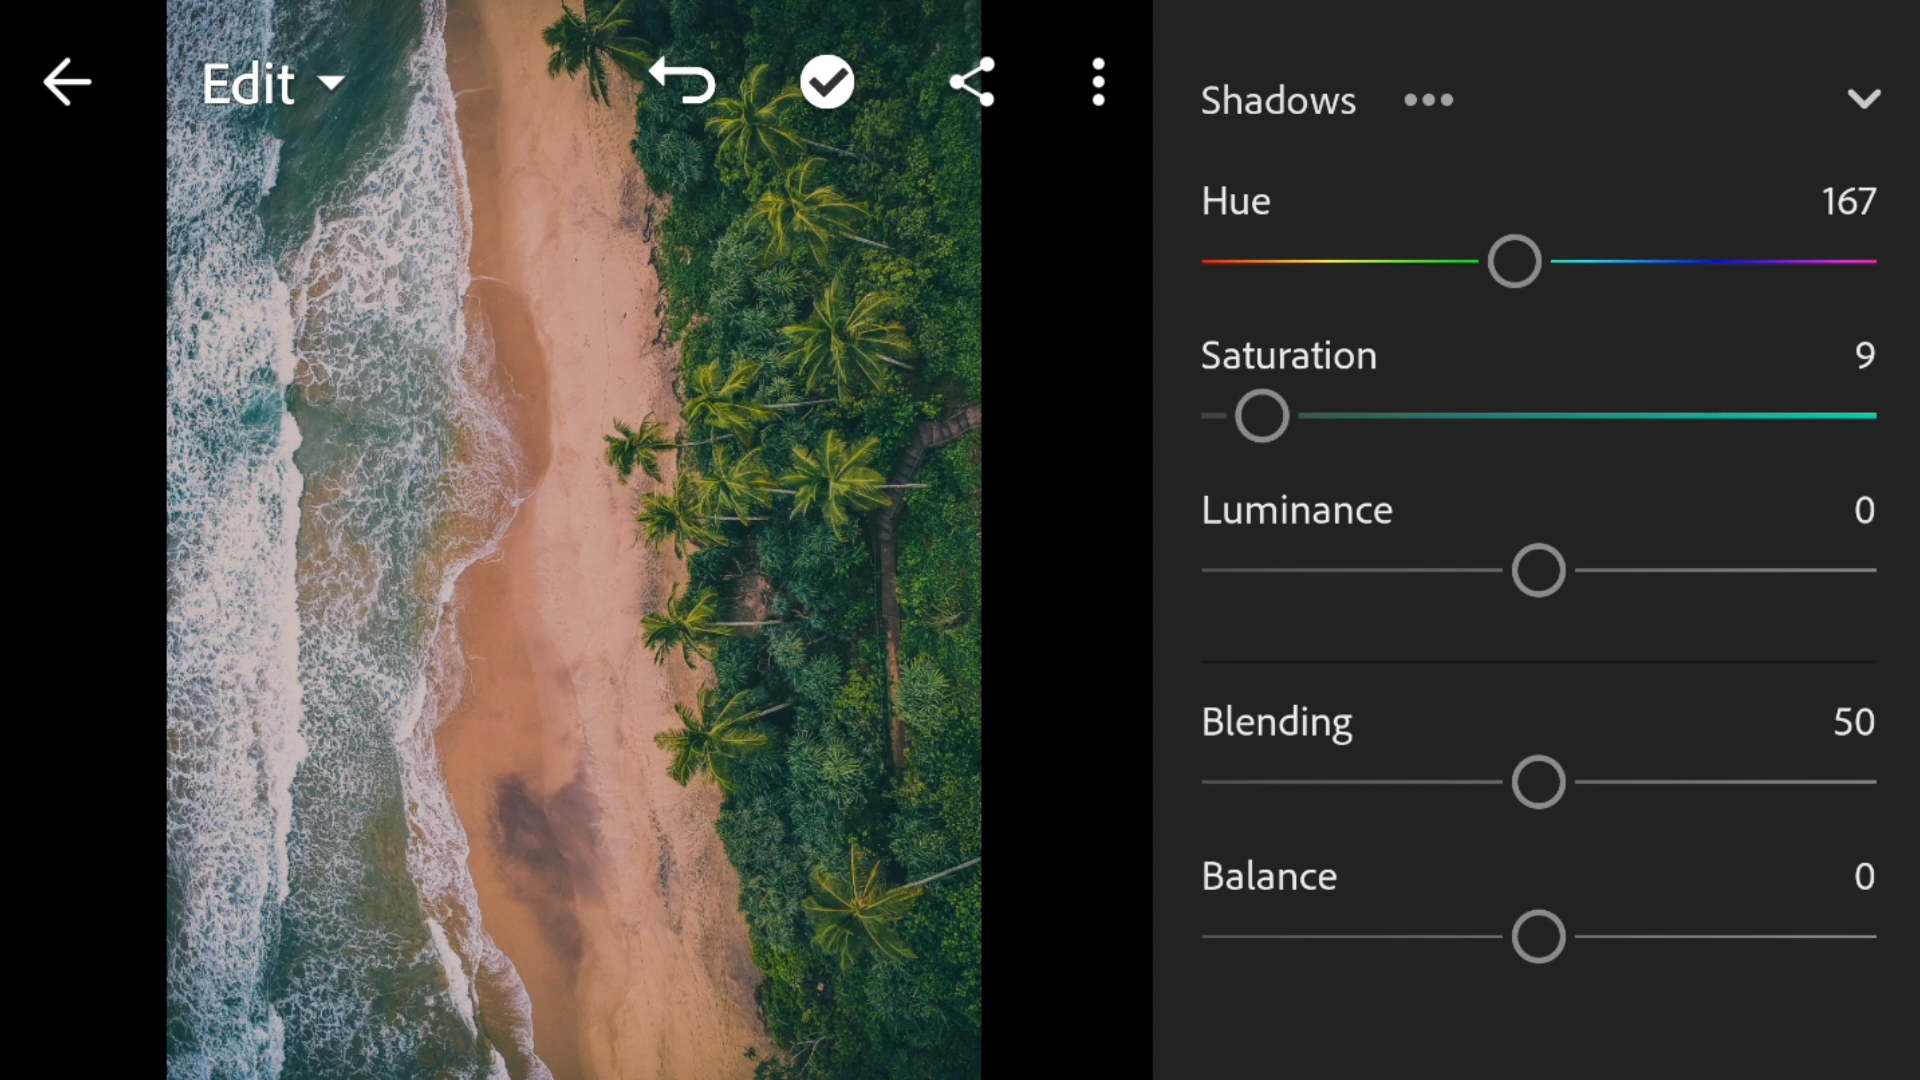 Edit
Shadows
Hue 167
Saturation 9
Luminance 0
Blending 50
Balance 0